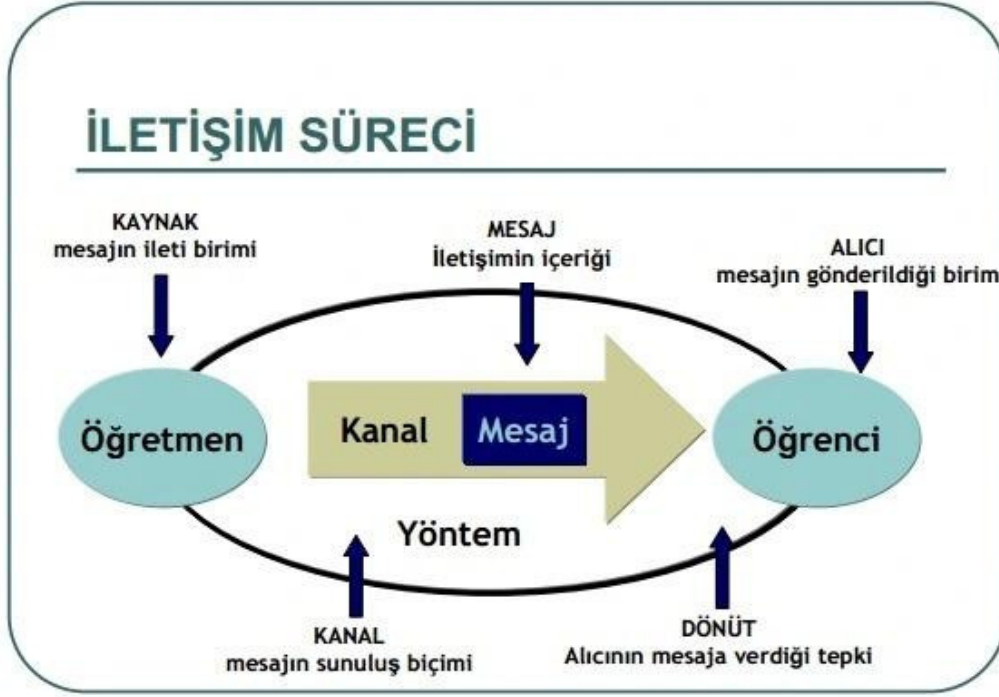 İLETİŞİM SÜRECİ
KAYNAK
mesajın ileti birimi
MESAJ
İletişimin içeriği
ALICI
mesajın gönderildiği birim
Öğretmen
Kanal
Mesaj
Öğrenci
Yöntem
KANAL
mesajın sunuluş biçimi
DÖNÜT
Alıcının mesaja verdiği tepki